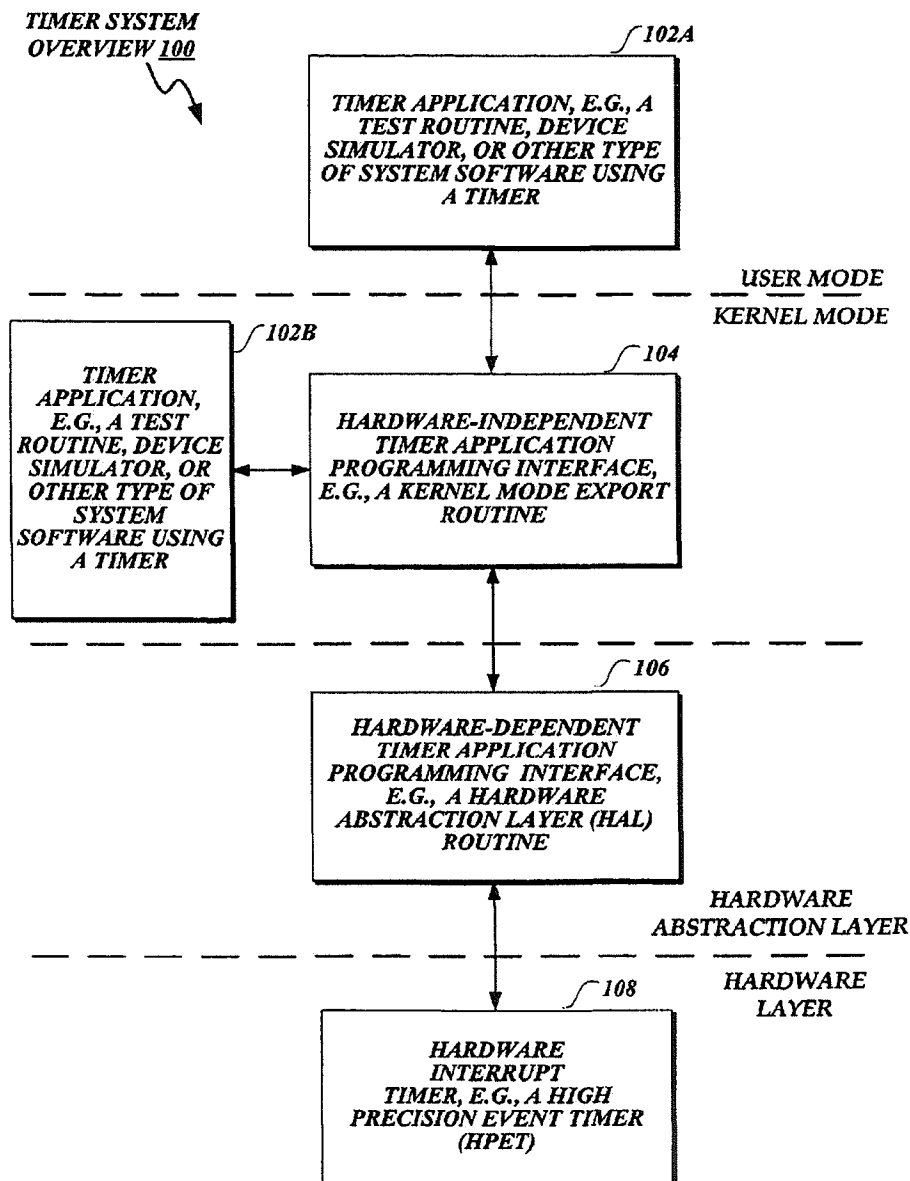 TIMER SYSTEM
OVERVIEW 100
102A
TIMER APPLICATION, E.G., A
TEST ROUTINE, DEVICE
SIMULATOR, OR OTHER TYPE
OF SYSTEM SOFTWARE USING
A TIMER
USER MODE
KERNEL MODE
102B
TIMER
APPLICATION,
E.G., A TEST
ROUTINE, DEVICE
SIMULATOR, OR
OTHER TYPE OF
SYSTEM
SOFTWARE USING
A TIMER
104
HARDWARE-INDEPENDENT
TIMER APPLICATION
PROGRAMMING INTERFACE,
E.G., A KERNEL MODE EXPORT
ROUTINE
106
HARDWARE-DEPENDENT
TIMER APPLICATION
PROGRAMMING INTERFACE,
E.G., A HARDWARE
ABSTRACTION LAYER (HAL)
ROUTINE
HARDWARE
ABSTRACTION LAYER
HARDWARE
LAYER
108
HARDWARE
INTERRUPT
TIMER, E.G., A HIGH
PRECISION EVENT TIMER
(HPET)